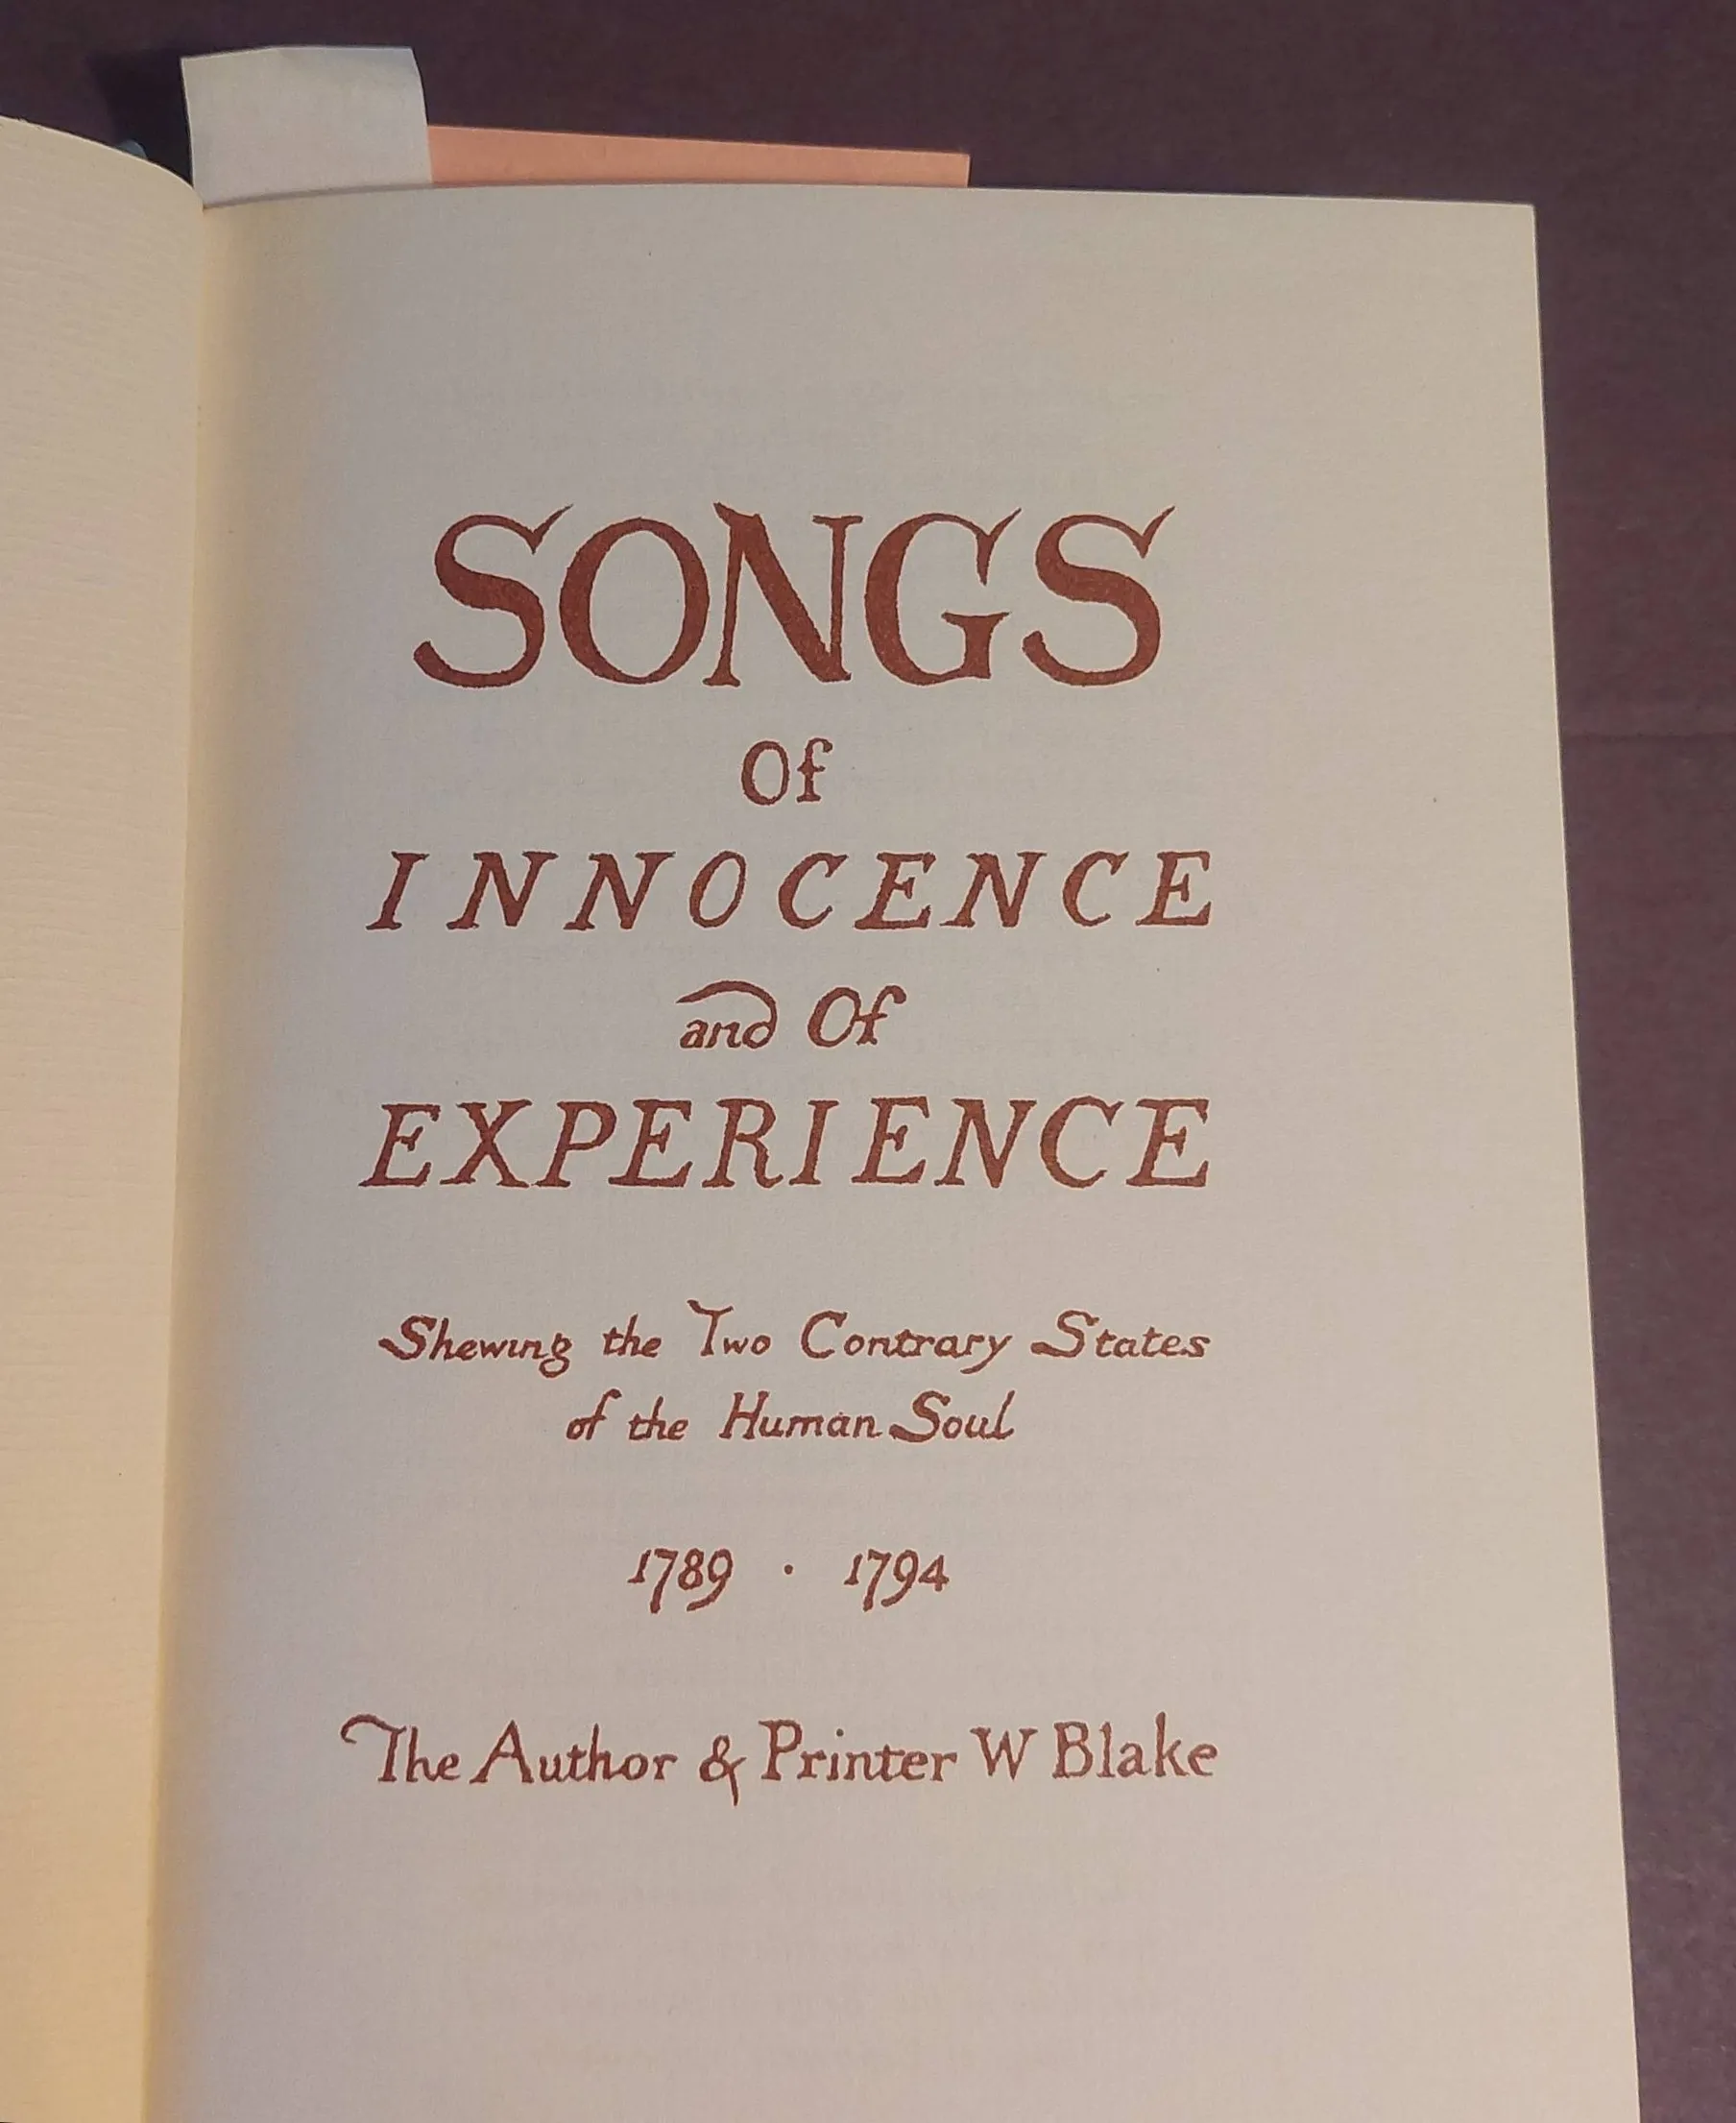 SONGS
Of
INNOCENCE
and Of
EXPERIENCE
Shewing the Two Contrary States
of the Human Soul
1789 · 1794
The Author & Printer W Blake